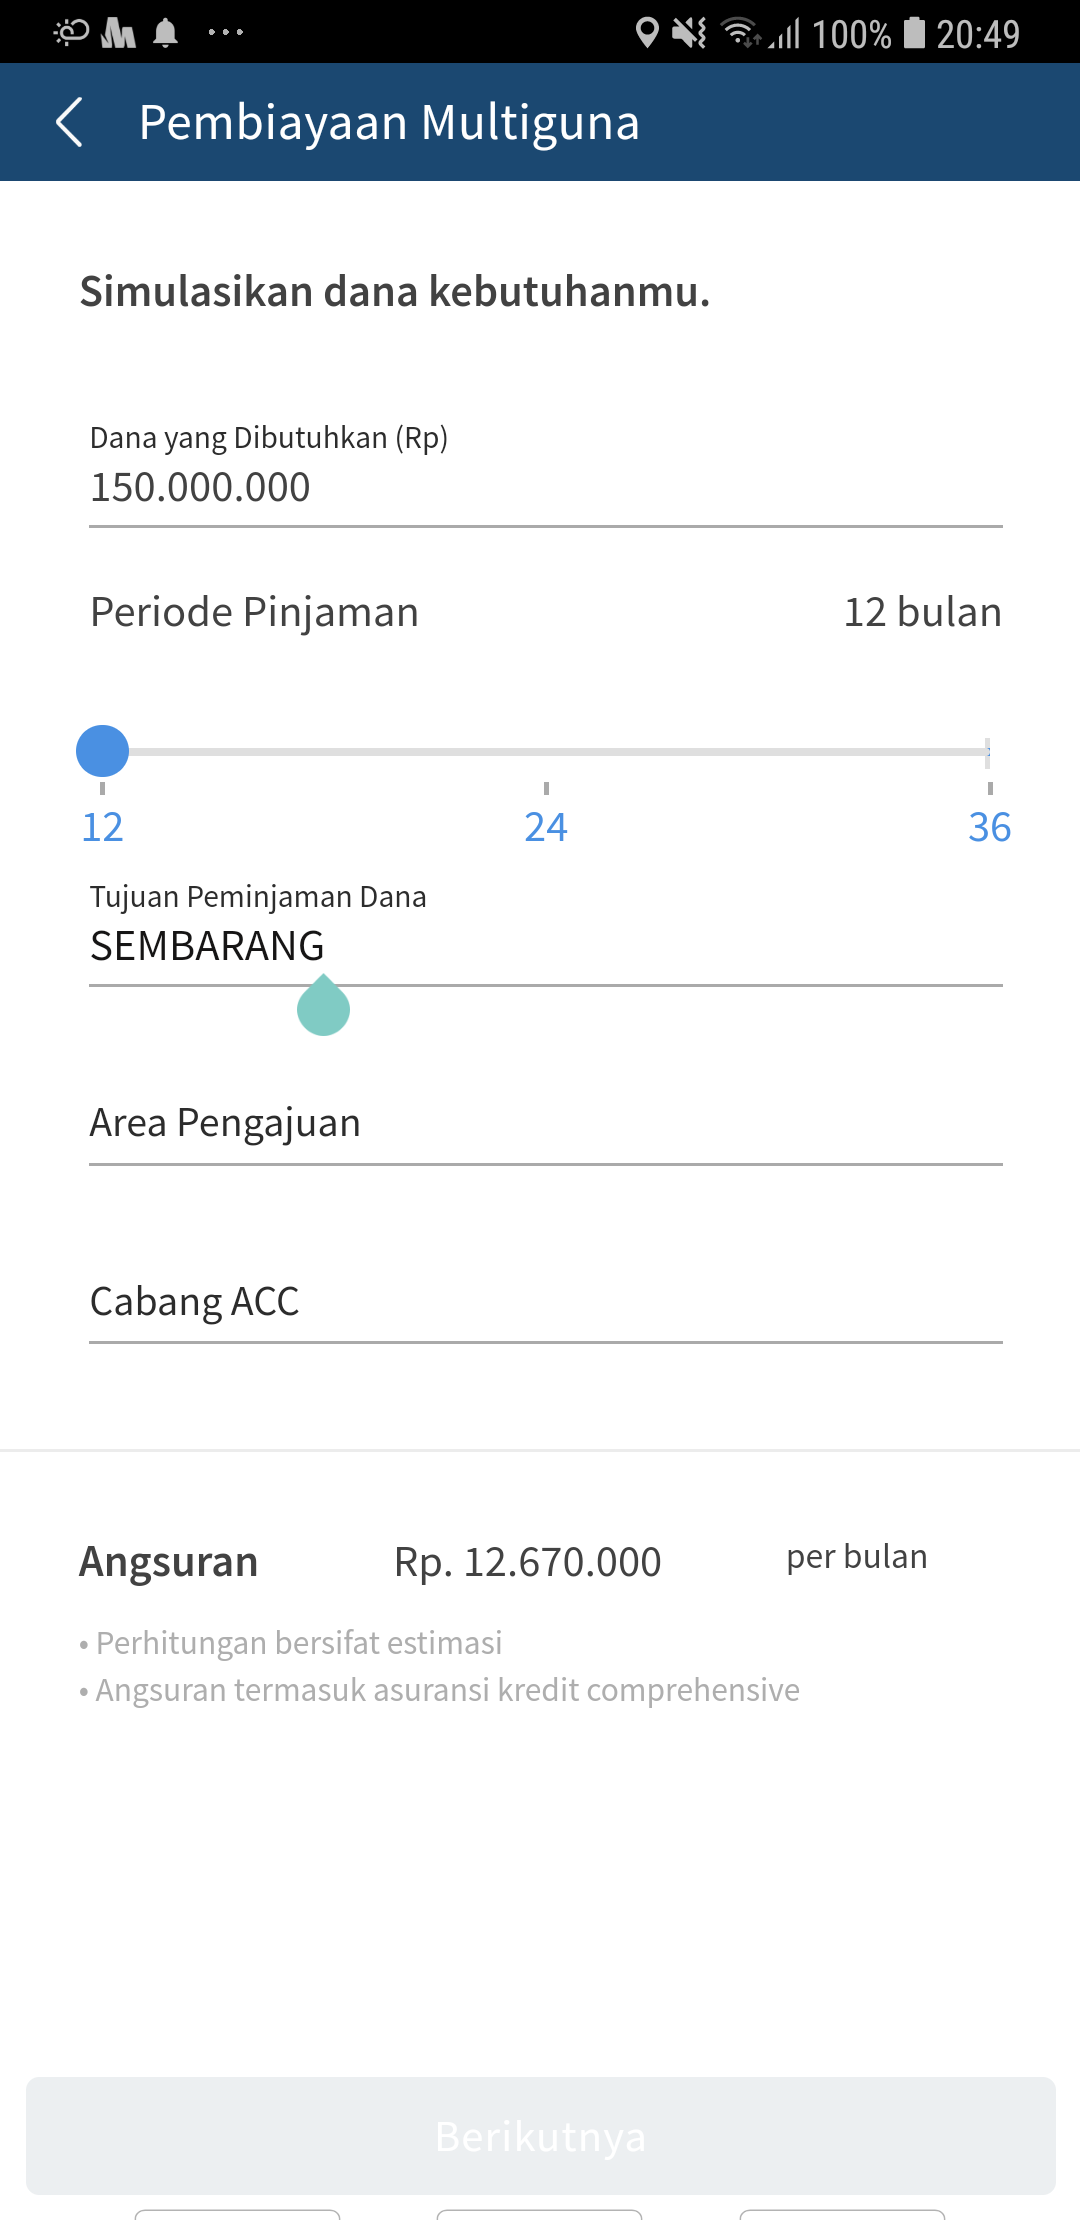 100% 20:49
Pembiayaan Multiguna
Simulasikan dana kebutuhanmu.
Dana yang Dibutuhkan (Rp)
150.000.000
Periode Pinjaman 12 bulan
12 24 36
Tujuan Peminjaman Dana
SEMBARANG
Area Pengajuan
Cabang ACC
Angsuran Rp. 12.670.000 per bulan
• Perhitungan bersifat estimasi
• Angsuran termasuk asuransi kredit comprehensive
Berikutnya